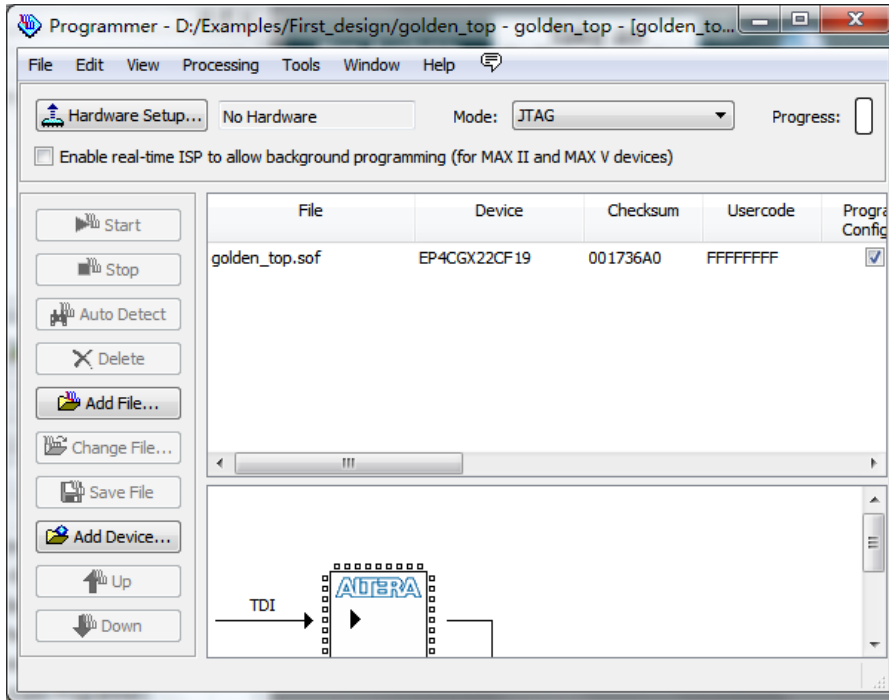 Programmer - D:/Examples/First_design/golden_top - golden_top - [golden_to...
File Edit View Processing Tools Window Help
Hardware Setup... No Hardware Mode: JTAG Progress:
Enable real-time ISP to allow background programming (for MAX II and MAX V devices)
File Device Checksum Usercode Progra
Config
golden_top.sof EP4CGX22CF19 001736A0 FFFFFFFF
Start
Stop
Auto Detect
Delete
Add File...
Change File...
Save File
Add Device...
Up
Down
ALTERA
TDI